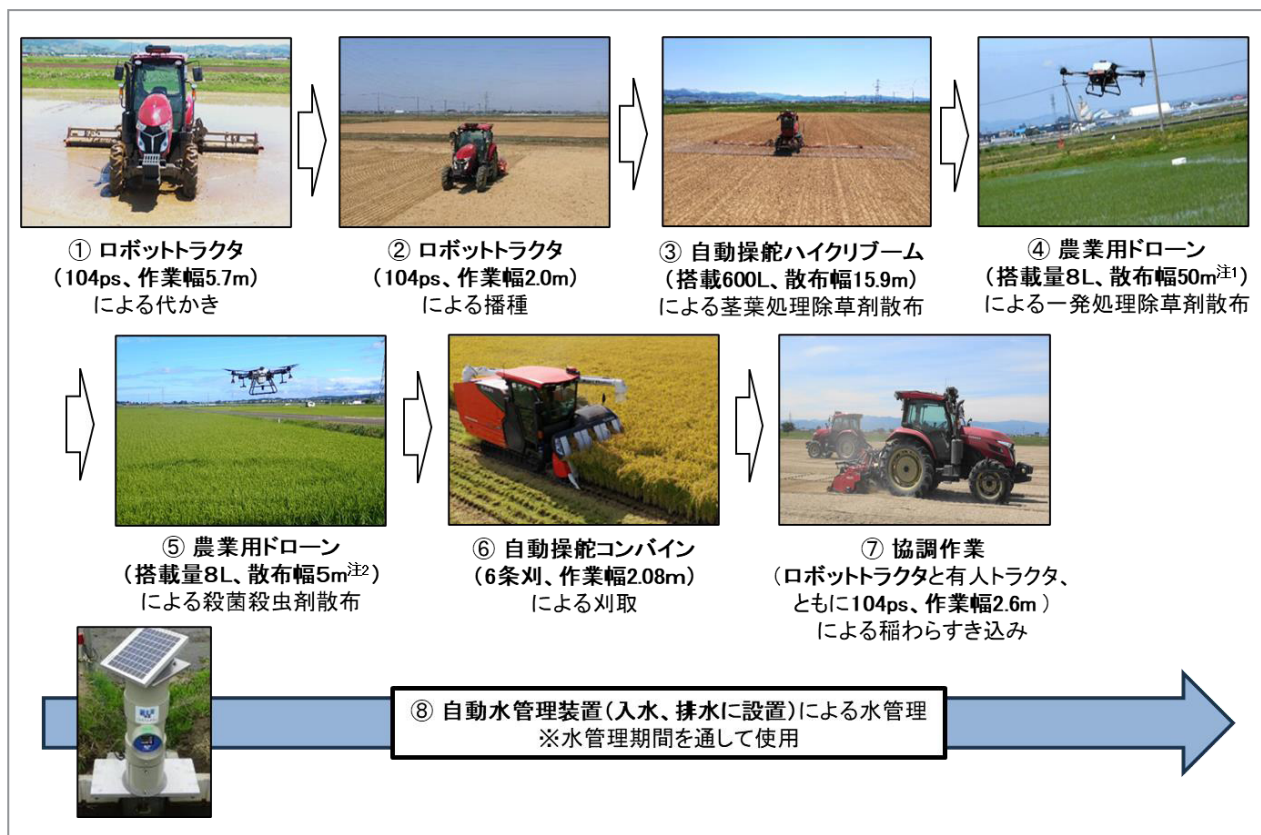 ① ロボットトラクタ
(104ps、作業幅5.7m)
による代かき
② ロボットトラクタ
(104ps、作業幅2.0m)
による播種
③ 自動操舵ハイクリブーム
(搭載600L、散布幅15.9m)
による茎葉処理除草剤散布
④ 農業用ドローン
(搭載量8L、散布幅50m注1)
による一発処理除草剤散布
⑤ 農業用ドローン
(搭載量8L、散布幅5m注2)
による殺菌殺虫剤散布
⑥ 自動操舵コンバイン
(6条刈、作業幅2.08m)
による刈取
⑦ 協調作業
(ロボットトラクタと有人トラクタ、
ともに104ps、作業幅2.6m)
による稲わらすき込み
⑧ 自動水管理装置(入水、排水に設置)による水管理
※水管理期間を通して使用